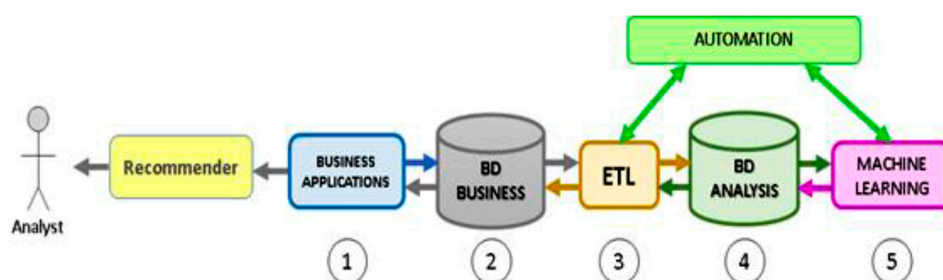 AUTOMATION
Analyst
Recommender
BUSINESS
APPLICATIONS
BD
BUSINESS
ETL
BD
ANALYSIS
MACHINE
LEARNING
1
2
3
4
5